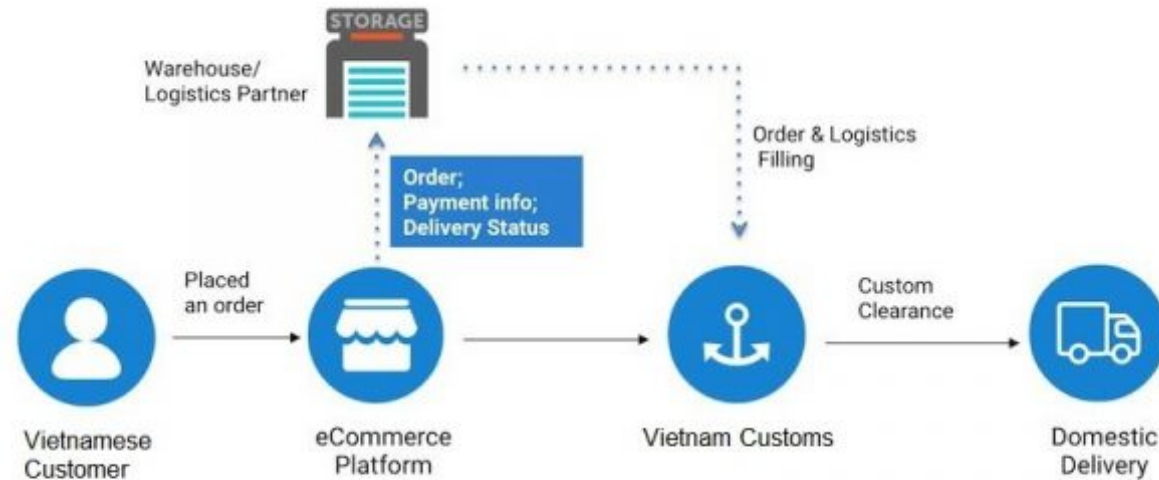 STORAGE
Warehouse/
Logistics Partner
Order & Logistics
Filling
Order;
Payment info;
Delivery Status
Placed
an order
Custom
Clearance
Vietnamese
Customer
eCommerce
Platform
Vietnam Customs
Domestic
Delivery